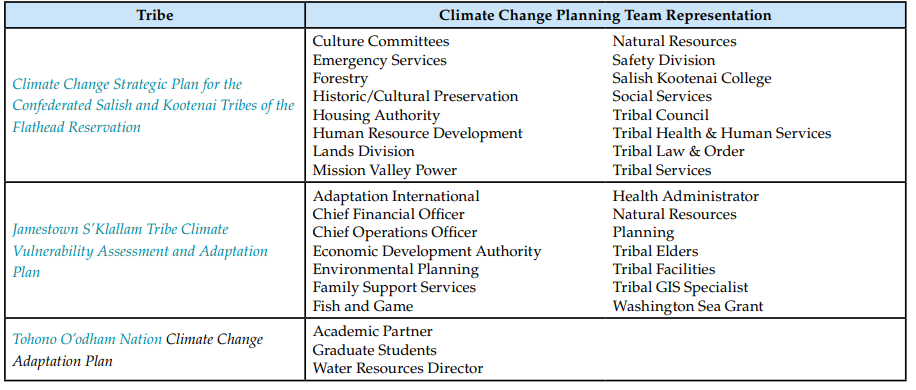 Tribe
Climate Change Planning Team Representation
Climate Change Strategic Plan for the
Confederated Salish and Kootenai Tribes of the
Flathead Reservation
Culture Committees
Emergency Services
Forestry
Historic/Cultural Preservation
Housing Authority
Human Resource Development
Lands Division
Mission Valley Power
Natural Resources
Safety Division
Salish Kootenai College
Social Services
Tribal Council
Tribal Health & Human Services
Tribal Law & Order
Tribal Services
Jamestown S’Klallam Tribe Climate
Vulnerability Assessment and Adaptation
Plan
Adaptation International
Chief Financial Officer
Chief Operations Officer
Economic Development Authority
Environmental Planning
Family Support Services
Fish and Game
Health Administrator
Natural Resources
Planning
Tribal Elders
Tribal Facilities
Tribal GIS Specialist
Washington Sea Grant
Tohono O’odham Nation Climate Change
Adaptation Plan
Academic Partner
Graduate Students
Water Resources Director